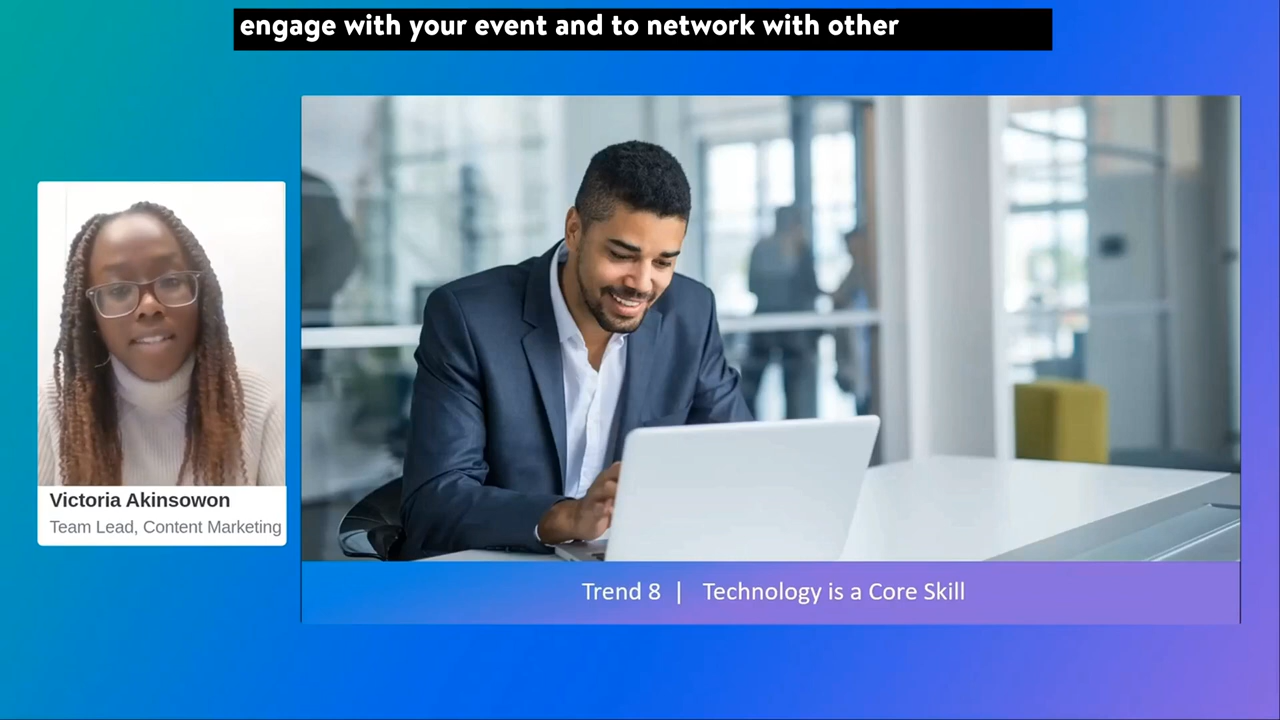 engage with your event and to network with other
Victoria Akinsowon
Team Lead, Content Marketing
Trend 8 | Technology is a Core Skill